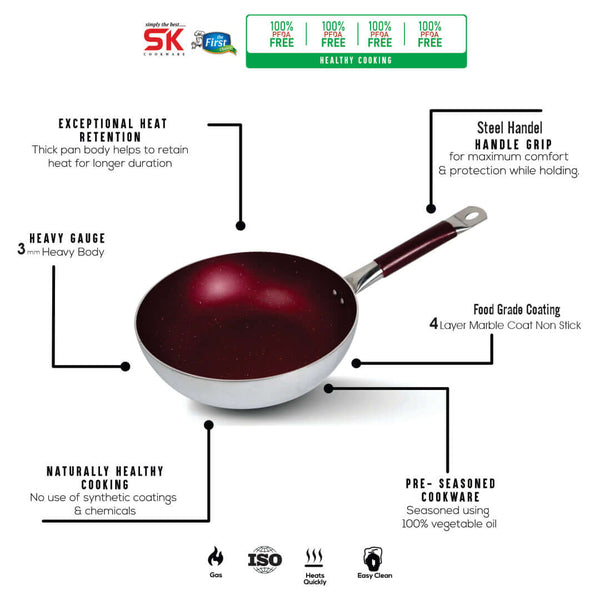 simply the best.....
SK
COOKWARE
the
First
100%
PFOA
FREE
100%
PFOA
FREE
100%
PFOA
FREE
100%
PFOA
FREE
HEALTHY COOKING
EXCEPTIONAL HEAT
RETENTION
Thick pan body helps to retain
heat for longer duration
Steel Handel
HANDLE GRIP
for maximum comfort
& protection while holding.
HEAVY GAUGE
3 mm Heavy Body
Food Grade Coating
4 Layer Marble Coat Non Stick
NATURALLY HEALTHY
COOKING
No use of synthetic coatings
& chemicals
PRE- SEASONED
COOKWARE
Seasoned using
100% vegetable oil
Gas
ISO
Heats
Quickly
Easy Clean